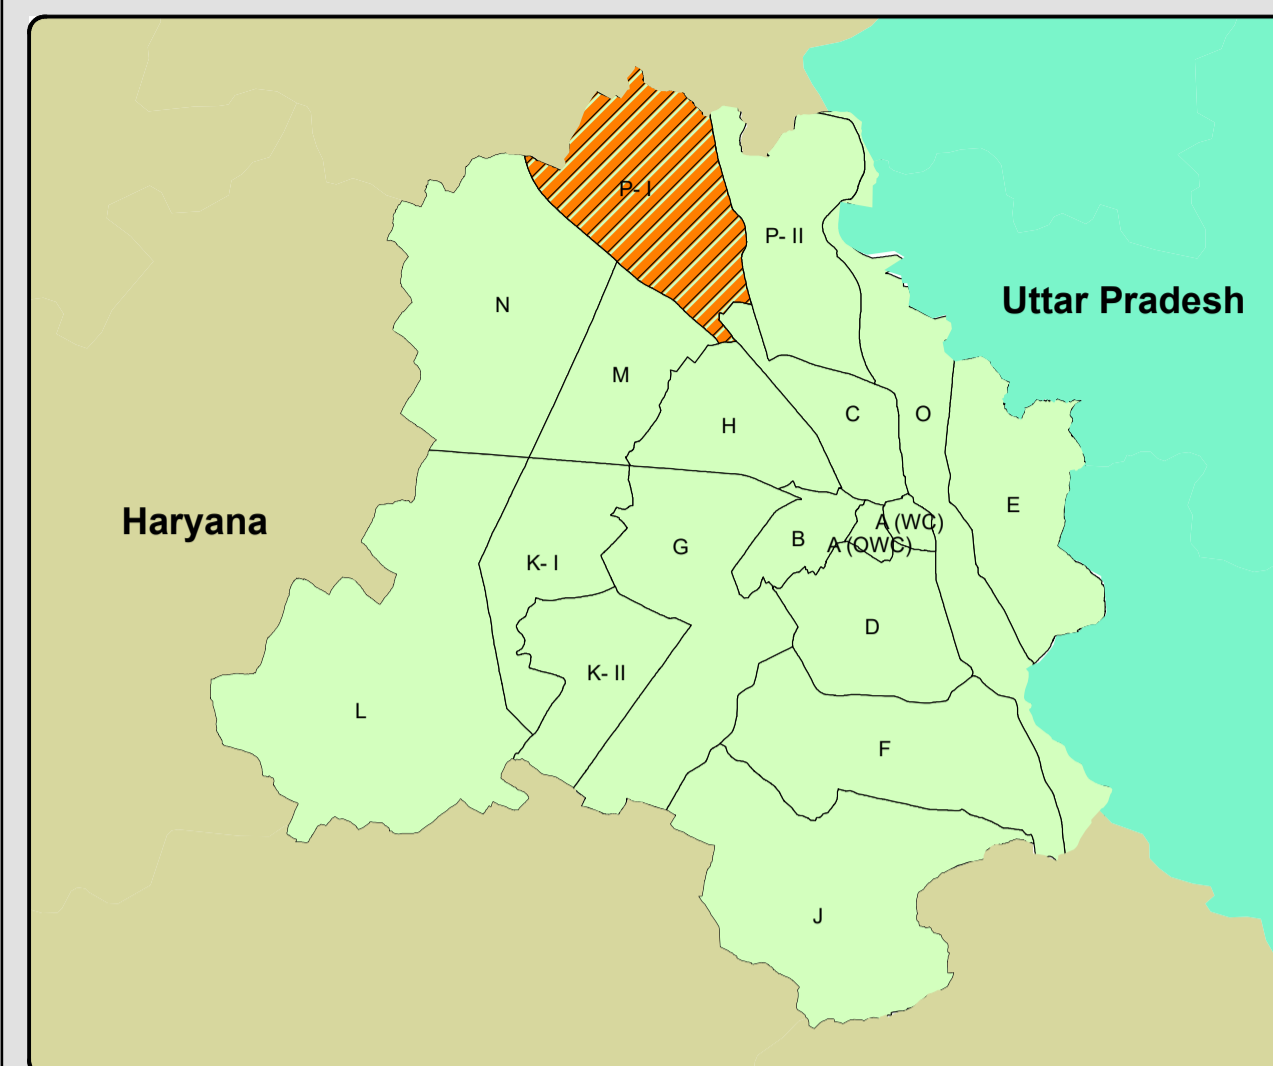 P- I
P- II
Uttar Pradesh
N
M
C
O
H
E
Haryana
A (WC)
B
A (OWC)
G
K- I
D
K- II
L
F
J